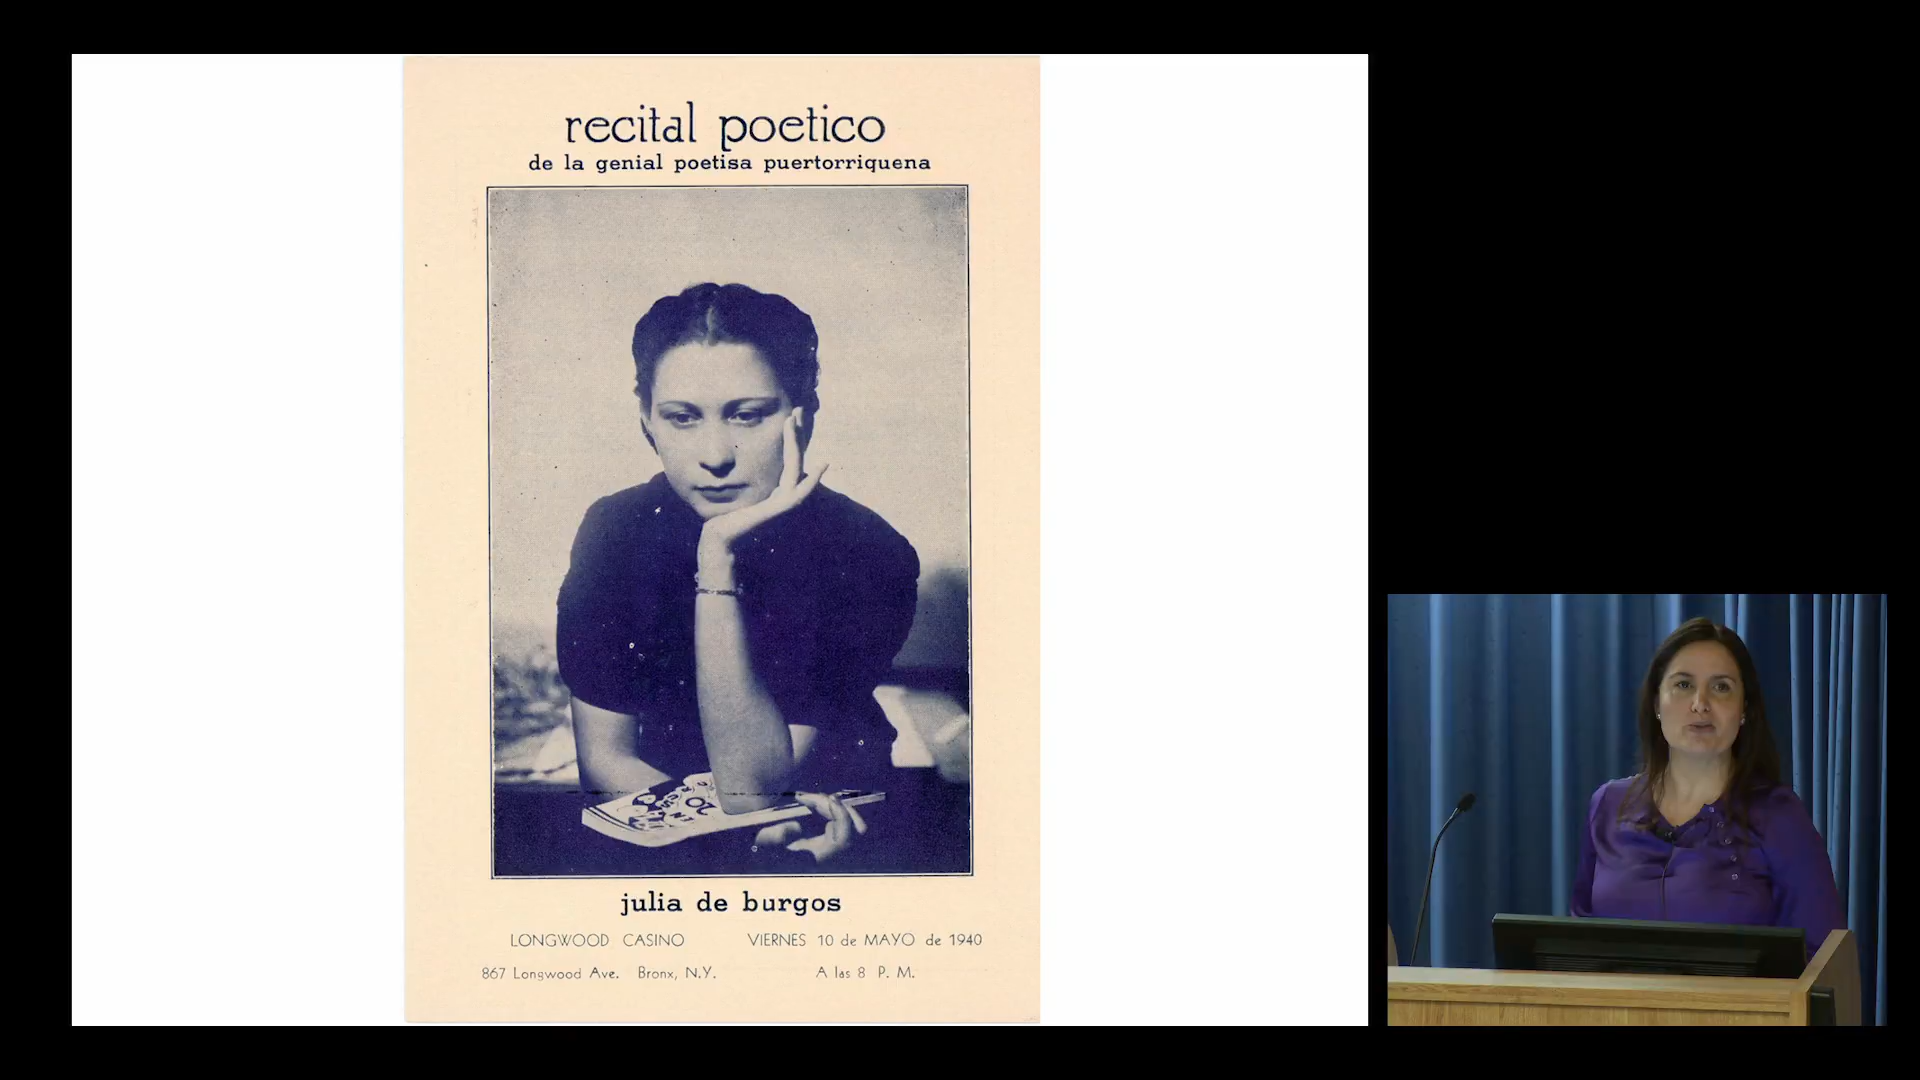 recital poetico
de la genial poetisa puertorriquena
julia de burgos
LONGWOOD CASINO VIERNES 10 de MAYO de 1940
867 Longwood Ave. Bronx, N.Y. A las 8 P. M.